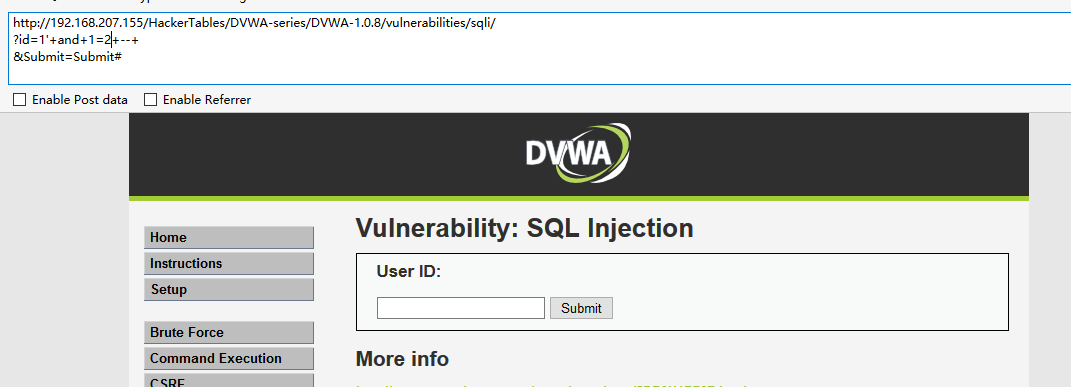 http://192.168.207.155/HackerTables/DVWA-series/DVWA-1.0.8/vulnerabilities/sqli/
?id=1'+and+1=2+--+
&Submit=Submit#
Enable Post data Enable Referrer
DVWA
Vulnerability: SQL Injection
Home
Instructions
Setup
User ID:
Submit
Brute Force
Command Execution
CSRF
More info